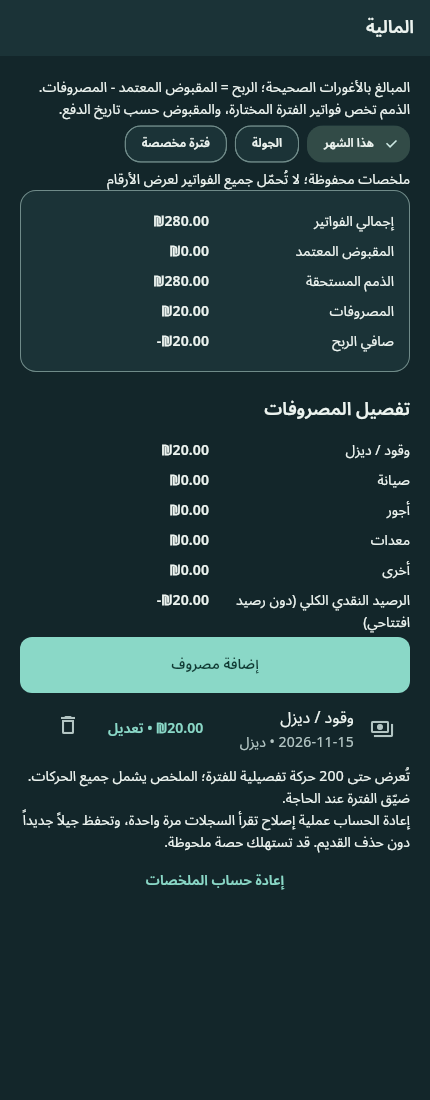 المالية
المبالغ بالأغورات الصحيحة؛ الربح = المقبوض المعتمد - المصروفات.
الذمم تخص فواتير الفترة المختارة، والمقبوض حسب تاريخ الدفع.
هذا الشهر
الجولة
فترة مخصصة
ملخصات محفوظة؛ لا تُحمّل جميع الفواتير لعرض الأرقام
إجمالي الفواتير ₪280.00
المقبوض المعتمد ₪0.00
الذمم المستحقة ₪280.00
المصروفات ₪20.00
صافي الربح -₪20.00
تفصيل المصروفات
وقود / ديزل ₪20.00
صيانة ₪0.00
أجور ₪0.00
معدات ₪0.00
أخرى ₪0.00
الرصيد النقدي الكلي (دون رصيد -₪20.00
افتتاحي)
إضافة مصروف
وقود / ديزل
₪20.00 • تعديل
2026-11-15 • ديزل
تُعرض حتى 200 حركة تفصيلية للفترة؛ الملخص يشمل جميع الحركات.
ضيّق الفترة عند الحاجة.
إعادة الحساب عملية إصلاح تقرأ السجلات مرة واحدة، وتحفظ جيلاً جديداً
دون حذف القديم. قد تستهلك حصة ملحوظة.
إعادة حساب الملخصات